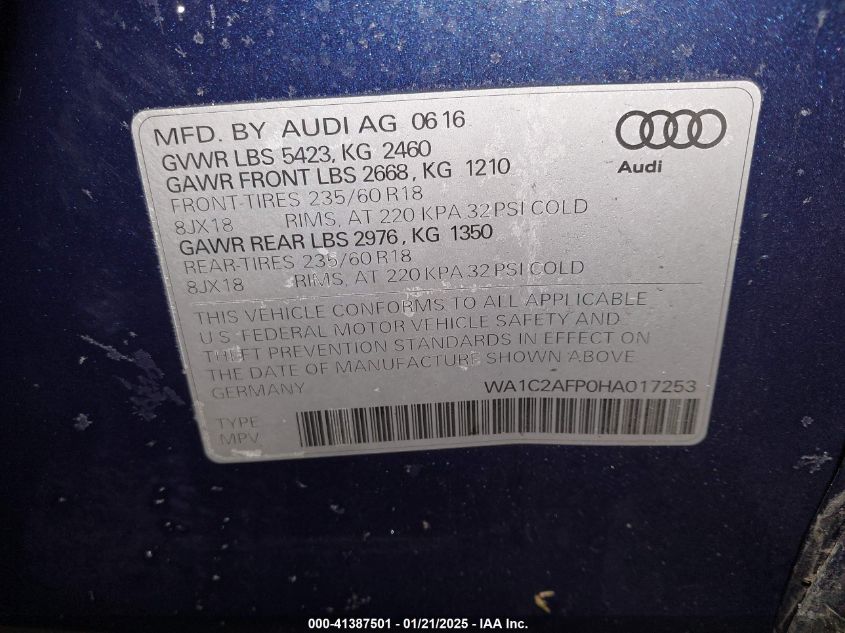 MFD. BY AUDI AG 0616
GVWR LBS 5423, KG 2460
GAWR FRONT LBS 2668, KG 1210
FRONT-TIRES 235/60 R18
8JX18 RIMS, AT 220 KPA 32 PSI COLD
GAWR REAR LBS 2976, KG 1350
REAR-TIRES 235/60 R18
8JX18 RIMS, AT 220 KPA 32 PSI COLD
Audi
THIS VEHICLE CONFORMS TO ALL APPLICABLE
U.S. FEDERAL MOTOR VEHICLE SAFETY AND
THEFT PREVENTION STANDARDS IN EFFECT ON
THE DATE OF MANUFACTURE SHOWN ABOVE.
GERMANY WA1C2AFP0HA017253
TYPE
MPV
000-41387501 / 01/21/2025 - IAA Inc.